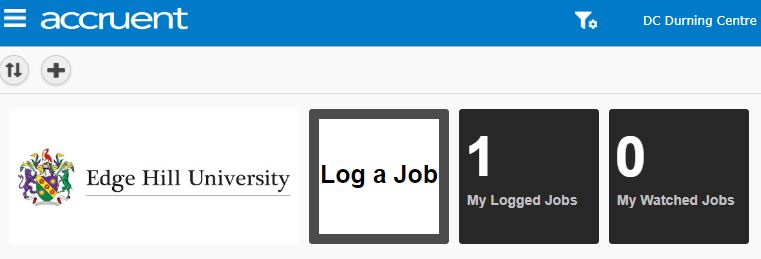 accruent
DC Durning Centre
Edge Hill University
Log a Job
1
My Logged Jobs
0
My Watched Jobs